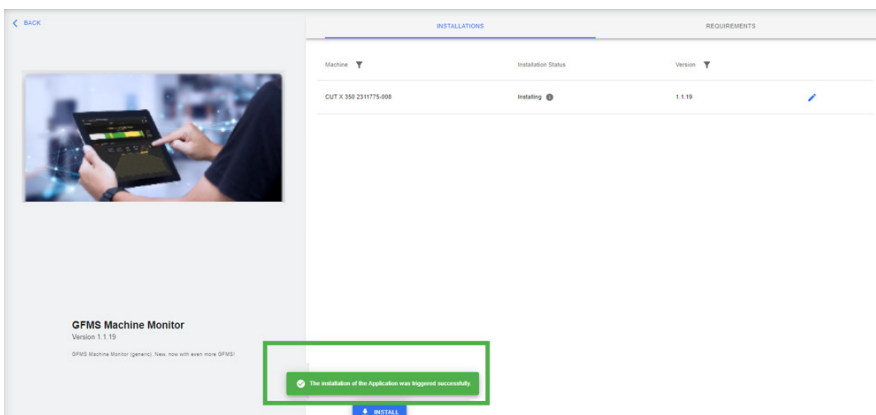 BACK
INSTALLATIONS
REQUIREMENTS
Machine
Installation Status
Version
CUT X 350 2311775-008
Installing
1.1.19
GFMS Machine Monitor
Version 1.1.19
GFMS Machine Monitor (generic). New, now with even more GFMS!
The installation of the Application was triggered successfully
INSTALL